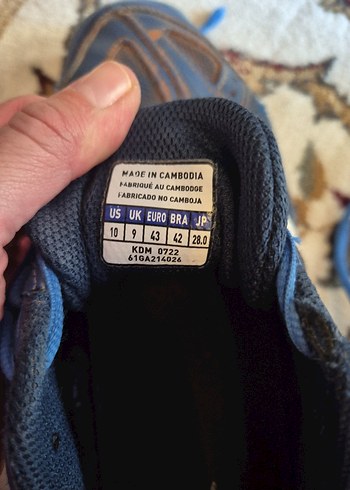 MADE IN CAMBODIA
FABRIQUÉ AU CAMBODGE
FABRICADO NO CAMBOJA
US UK EURO BRA JP
10 9 43 42 28.0
KDM 0722
61GA214026